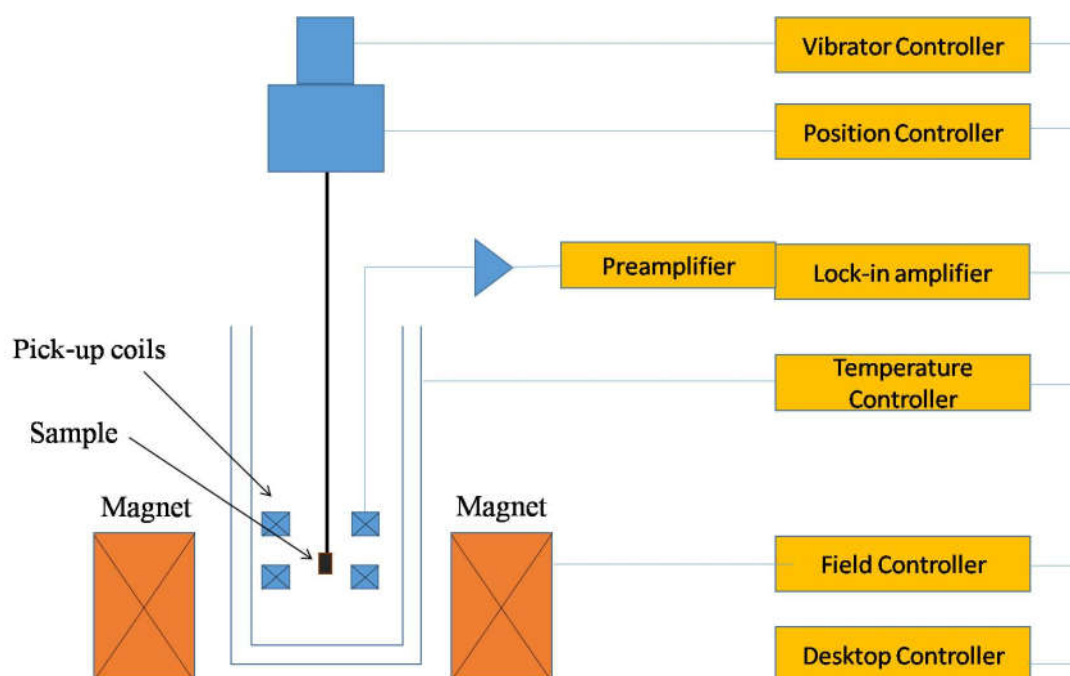 Vibrator Controller
Position Controller
Preamplifier
Lock-in amplifier
Pick-up coils
Temperature
Controller
Sample
Magnet
Magnet
Field Controller
Desktop Controller